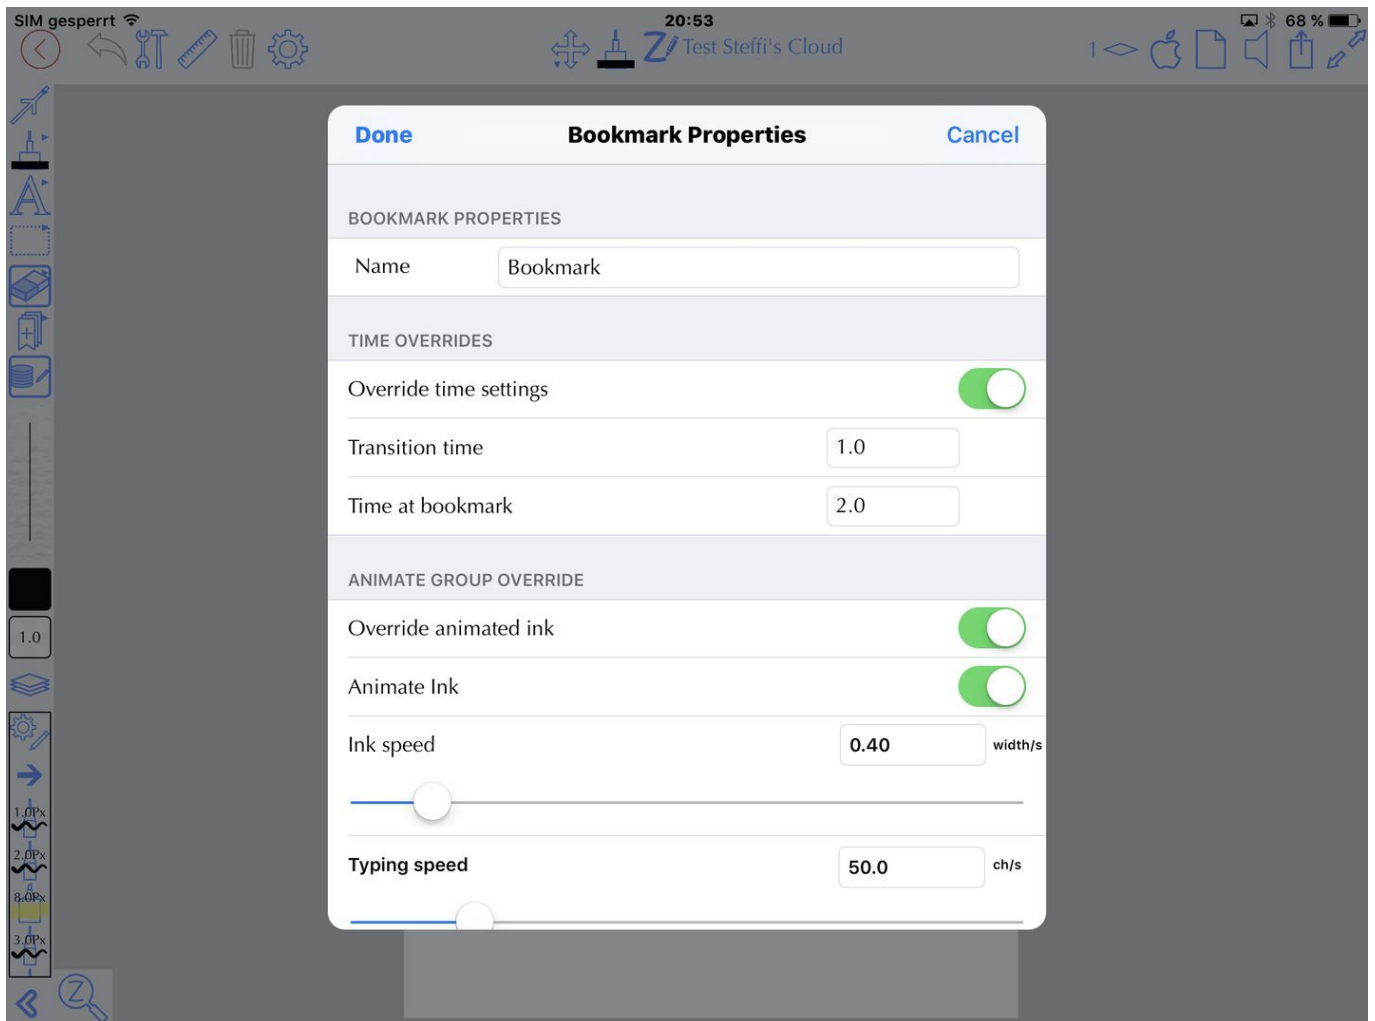 SIM gesperrt 20:53 68 %
Test Steffi's Cloud 1
Done Bookmark Properties Cancel
BOOKMARK PROPERTIES
Name Bookmark
TIME OVERRIDES
Override time settings
Transition time 1.0
Time at bookmark 2.0
ANIMATE GROUP OVERRIDE
Override animated ink
Animate Ink
Ink speed 0.40 width/s
Typing speed 50.0 ch/s
A
1.0
1.0Px
2.0Px
8.0Px
3.0Px
Z